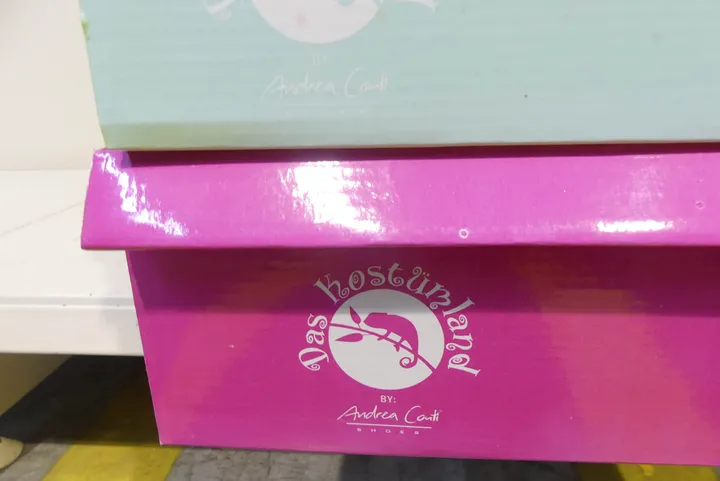 BY:
Andrea Conti
Das Kostümland
BY:
Andrea Conti
SHOES